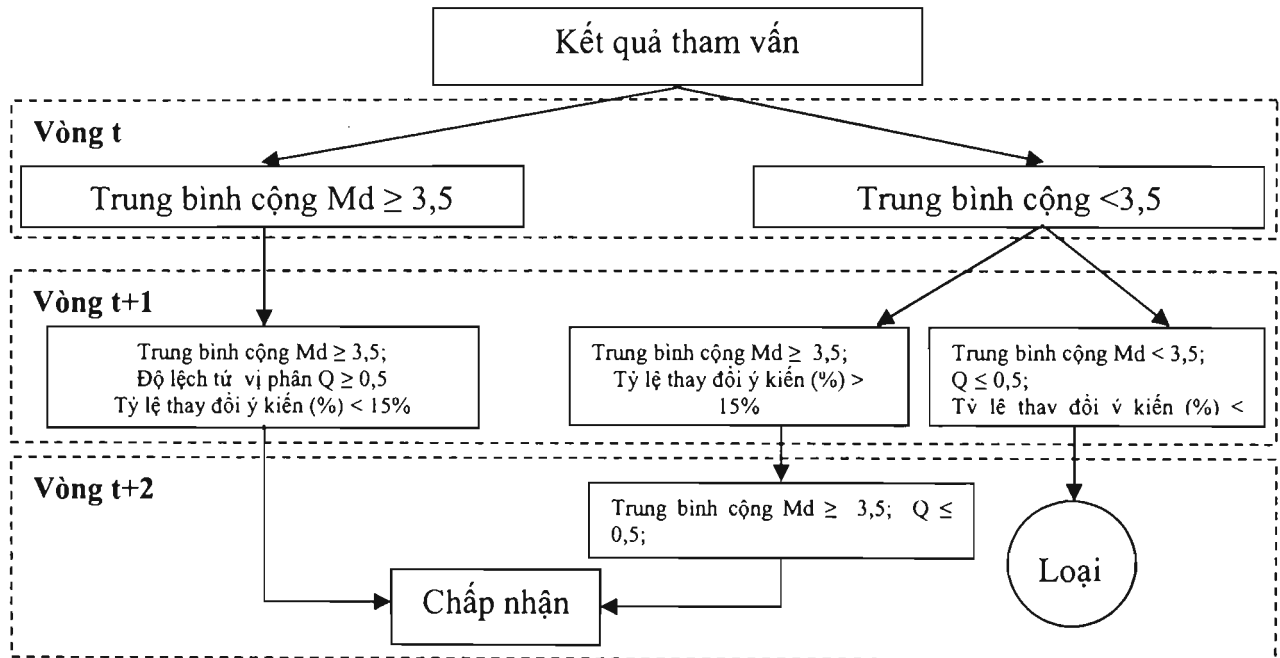 Kết quả tham vấn
Vòng t
Trung bình cộng Md ≥ 3,5
Trung bình cộng <3,5
Vòng t+1
Trung bình cộng Md ≥ 3,5;
Độ lệch tứ vị phân Q ≥ 0,5
Tỷ lệ thay đổi ý kiến (%) < 15%
Trung bình cộng Md ≥ 3,5;
Tỷ lệ thay đổi ý kiến (%) >
15%
Trung bình cộng Md < 3,5;
Q ≤ 0,5;
Tỷ lệ thay đổi ý kiến (%) <
Vòng t+2
Trung bình cộng Md ≥ 3,5; Q ≤
0,5;
Loại
Chấp nhận